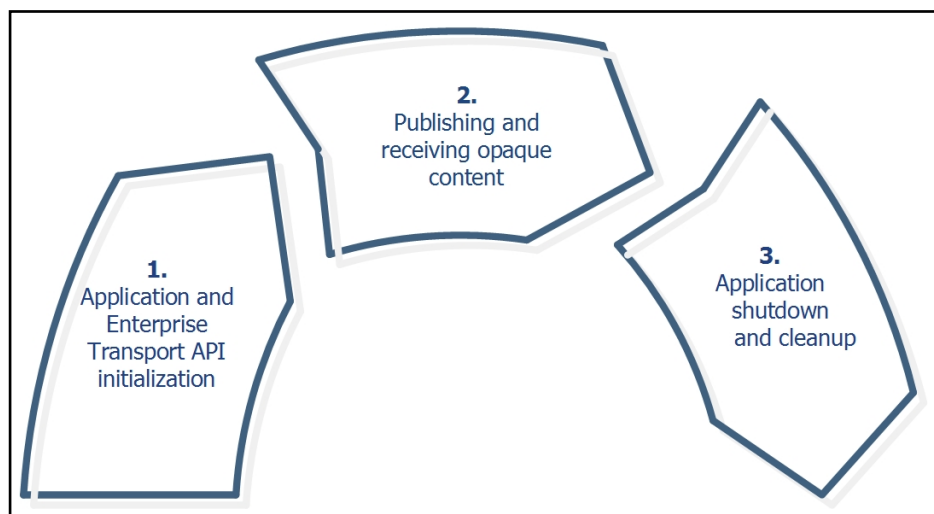 1.
Application and
Enterprise
Transport API
initialization
2.
Publishing and
receiving opaque
content
3.
Application
shutdown
and cleanup